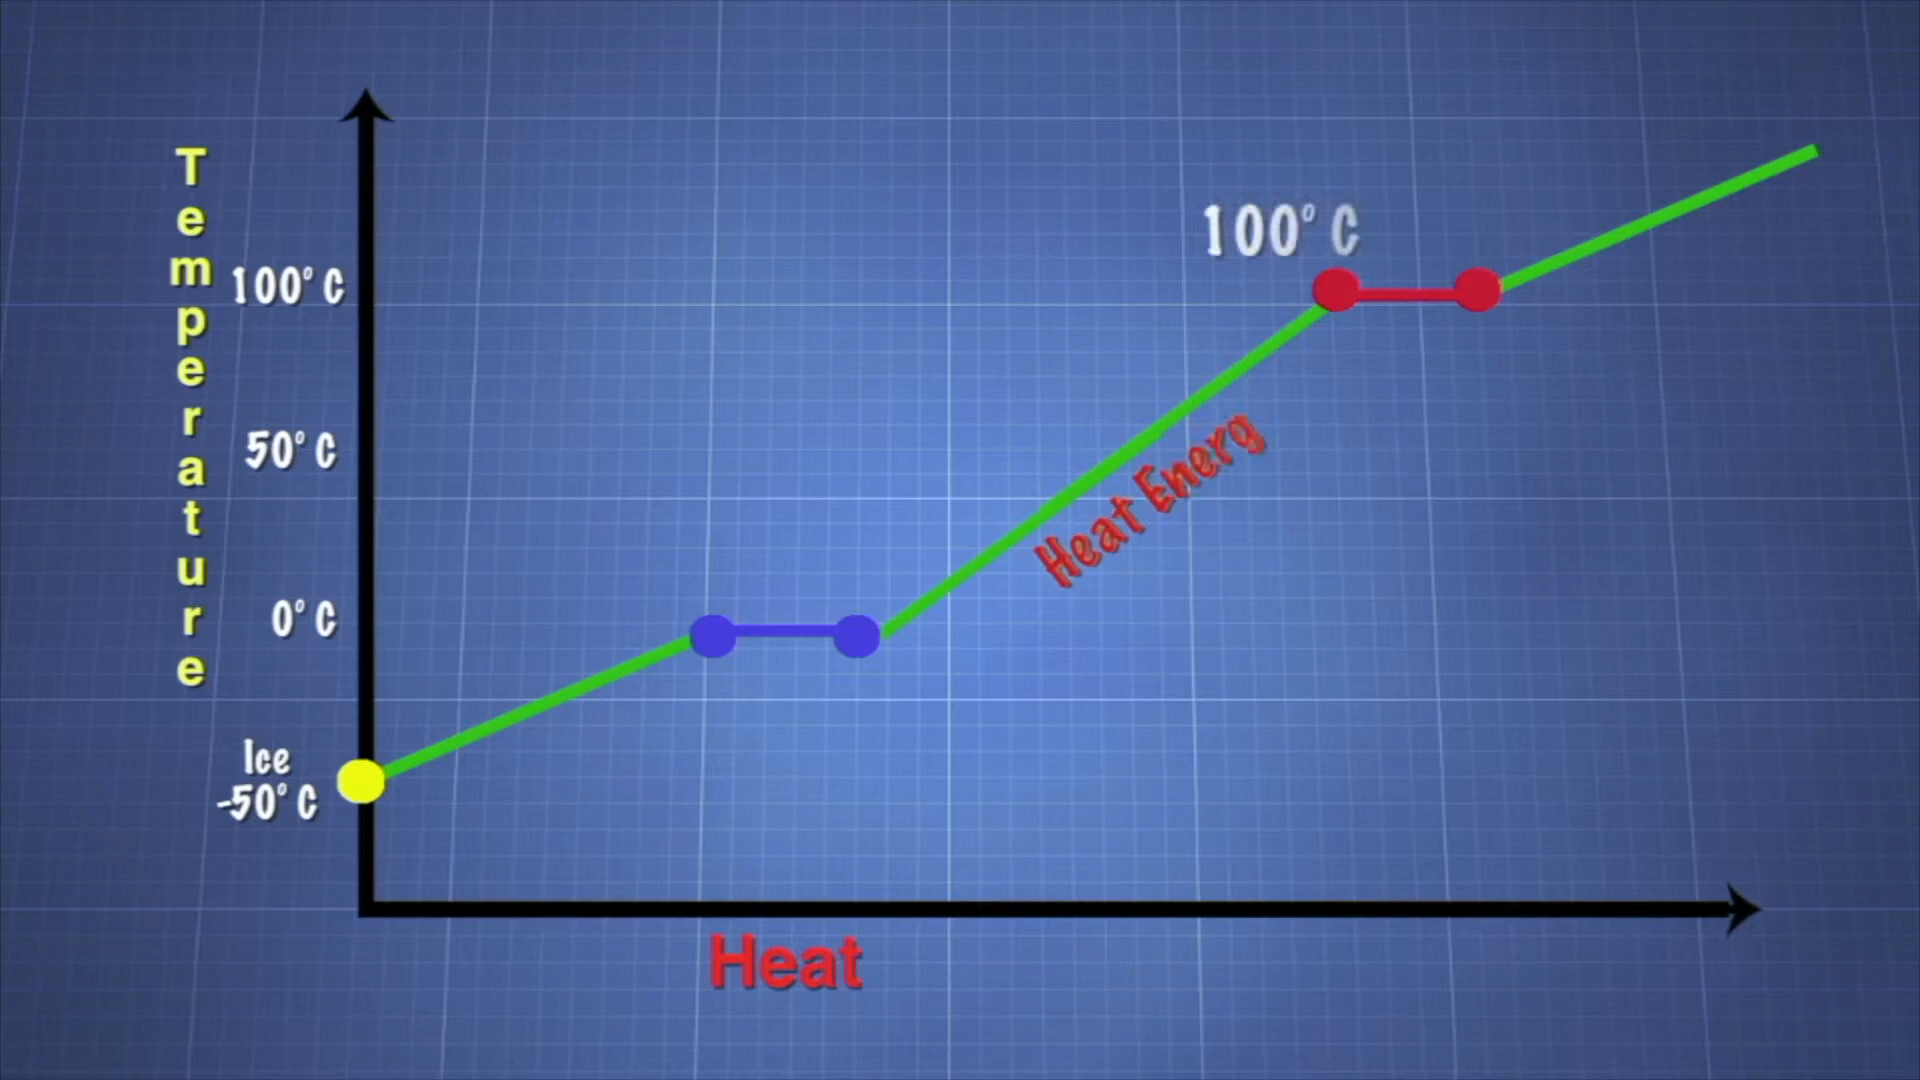 Temperature
100° C
100° C
50° C
Heat Energ
0° C
Ice
-50° C
Heat